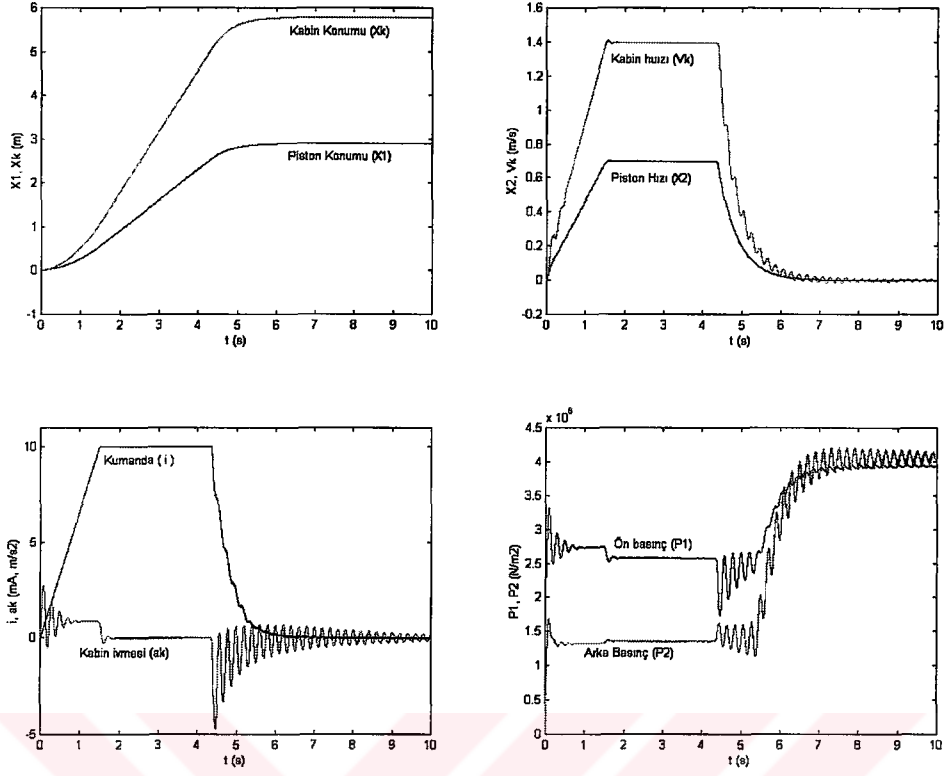 6
5
4
3
2
1
0
-1
X1, Xk (m)
Kabin Konumu (Xk)
Piston Konumu (X1)
0 1 2 3 4 5 6 7 8 9 10
t (s)
1.6
1.4
1.2
1
0.8
0.6
0.4
0.2
0
-0.2
X2, Vk (m/s)
Kabin hıızı (Vk)
Piston Hızı (X2)
0 1 2 3 4 5 6 7 8 9 10
t (s)
10
5
0
-5
i, ak (mA, m/s2)
Kumanda ( i )
Kabin ivmesi (ak)
0 1 2 3 4 5 6 7 8 9 10
t (s)
x 10^6
4.5
4
3.5
3
2.5
2
1.5
1
0.5
0
P1, P2 (N/m2)
Ön basınç (P1)
Arka Basınç (P2)
0 1 2 3 4 5 6 7 8 9 10
t (s)